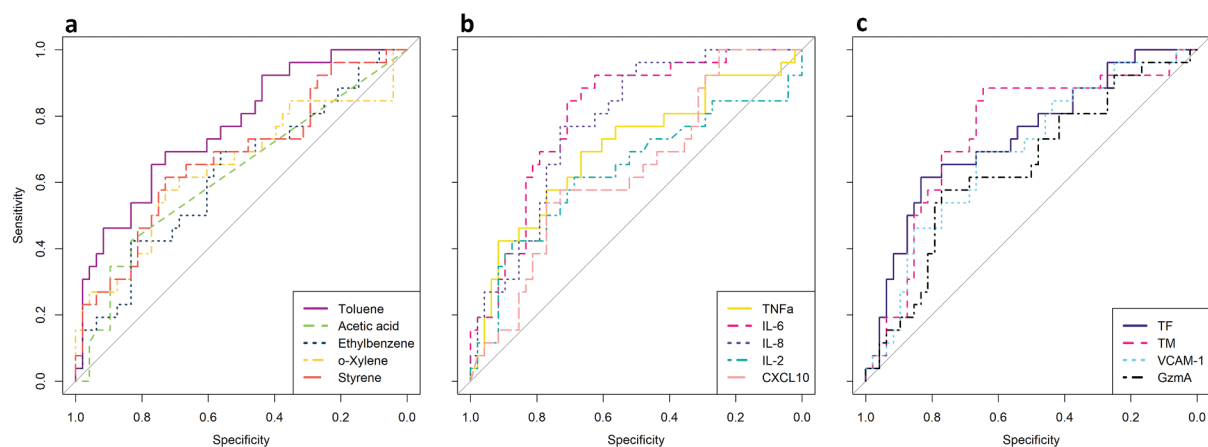 a
b
c
Sensitivity
1.0
0.8
0.6
0.4
0.2
0.0
Toluene
Acetic acid
Ethylbenzene
o-Xylene
Styrene
TNFa
IL-6
IL-8
IL-2
CXCL10
TF
TM
VCAM-1
GzmA
1.0 0.8 0.6 0.4 0.2 0.0
1.0 0.8 0.6 0.4 0.2 0.0
1.0 0.8 0.6 0.4 0.2 0.0
Specificity
Specificity
Specificity